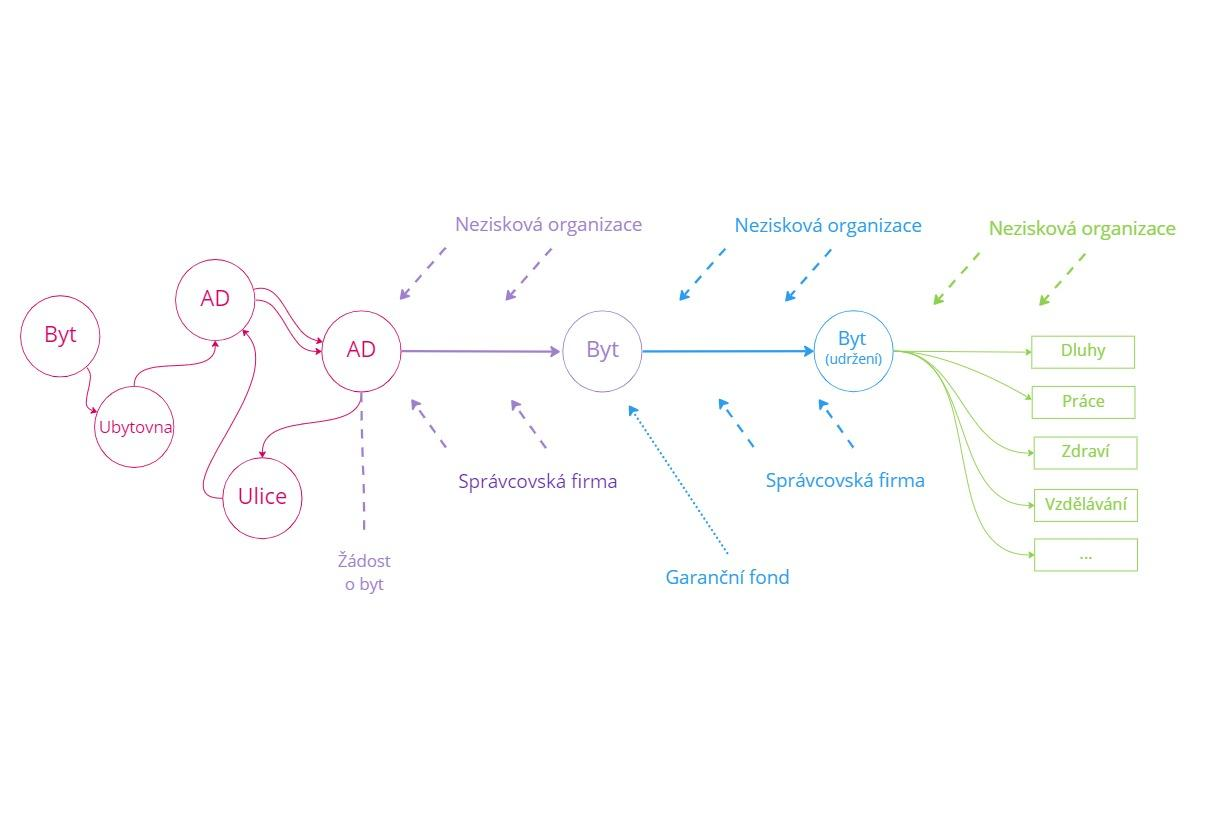 Nezisková organizace
Nezisková organizace
Nezisková organizace
Byt
Ubytovna
AD
Ulice
AD
Byt
Byt
(udržení)
Dluhy
Práce
Zdraví
Vzdělávání
...
Správcovská firma
Správcovská firma
Žádost
o byt
Garanční fond